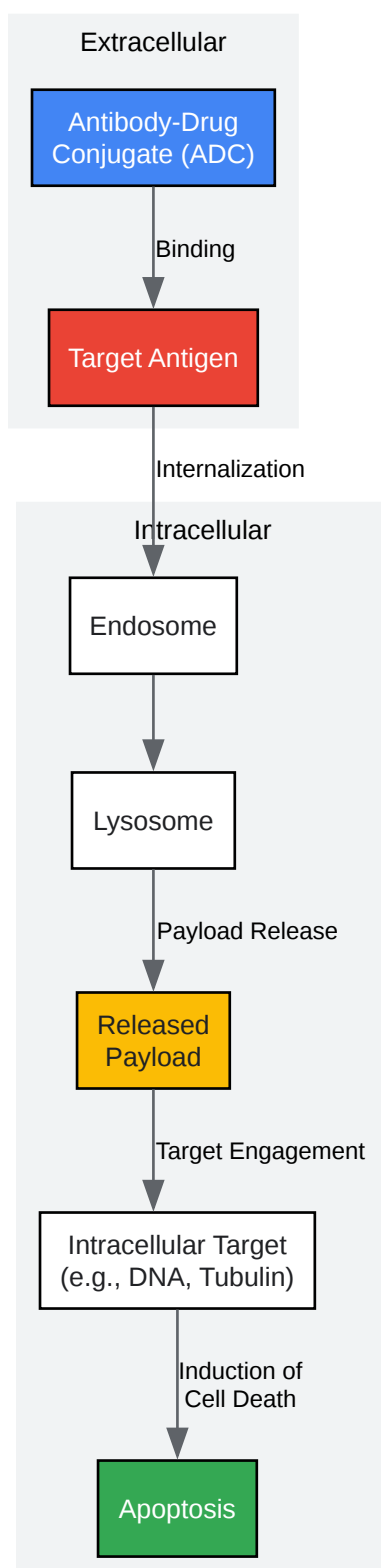 Extracellular
Antibody-Drug
Conjugate (ADC)
Binding
Target Antigen
Internalization
Intracellular
Endosome
Lysosome
Payload Release
Released
Payload
Target Engagement
Intracellular Target
(e.g., DNA, Tubulin)
Induction of
Cell Death
Apoptosis